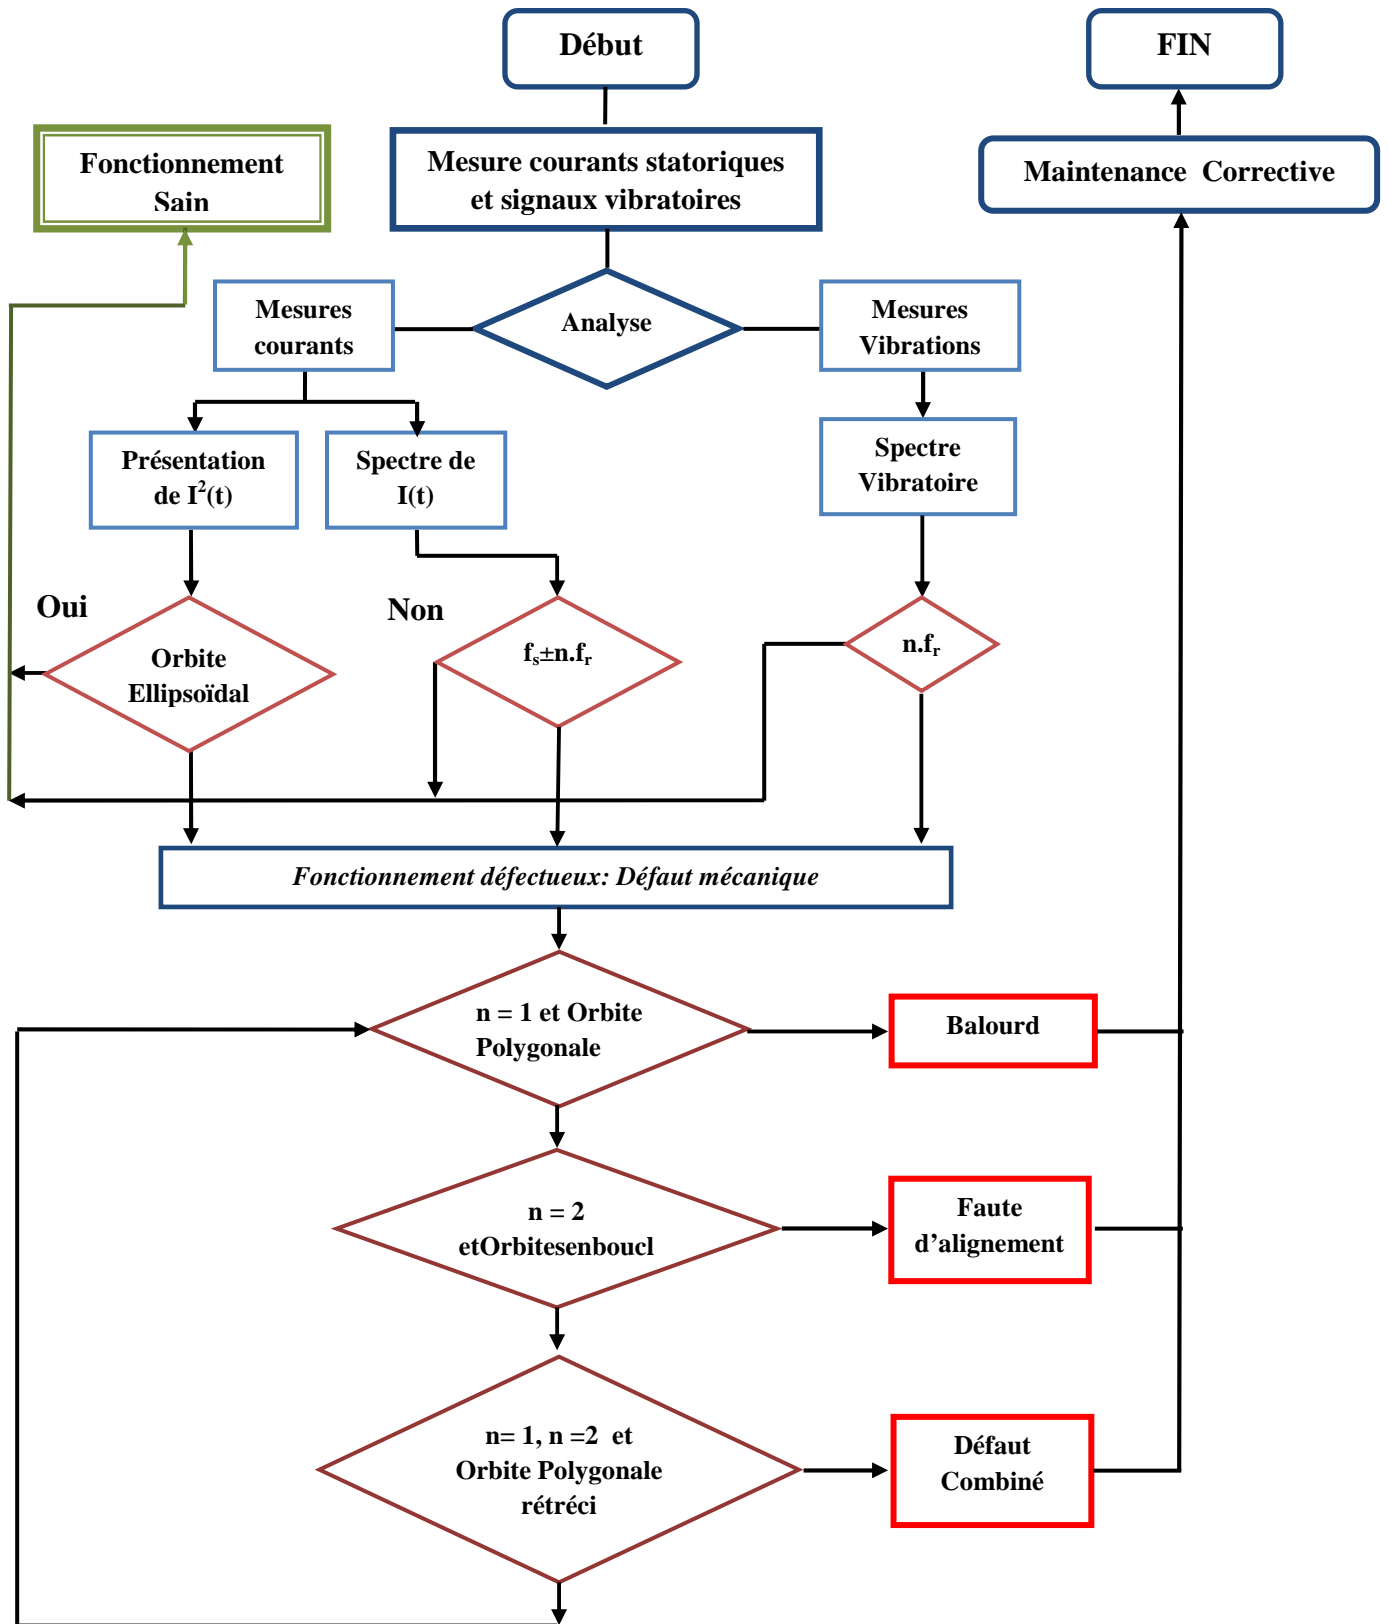 Début
FIN
Fonctionnement
Sain
Mesure courants statoriques
et signaux vibratoires
Maintenance Corrective
Mesures
courants
Analyse
Mesures
Vibrations
Présentation
de I²(t)
Spectre de
I(t)
Spectre
Vibratoire
Oui
Non
Orbite
Ellipsoïdal
fs±n.fr
n.fr
Fonctionnement défectueux: Défaut mécanique
n = 1 et Orbite
Polygonale
Balourd
n = 2
etOrbitesenboucl
Faute
d’alignement
n= 1, n =2 et
Orbite Polygonale
rétréci
Défaut
Combiné